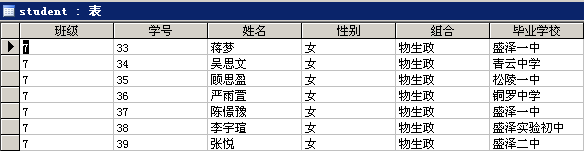 student : 表
班级 学号 姓名 性别 组合 毕业学校
7 33 蒋梦 女 物生政 盛泽一中
7 34 吴思文 女 物生政 青云中学
7 35 顾思盈 女 物生政 松陵一中
7 36 严雨萱 女 物生政 铜罗中学
7 37 陈憬豫 女 物生政 盛泽一中
7 38 李宇瑄 女 物生政 盛泽实验初中
7 39 张悦 女 物生政 盛泽二中